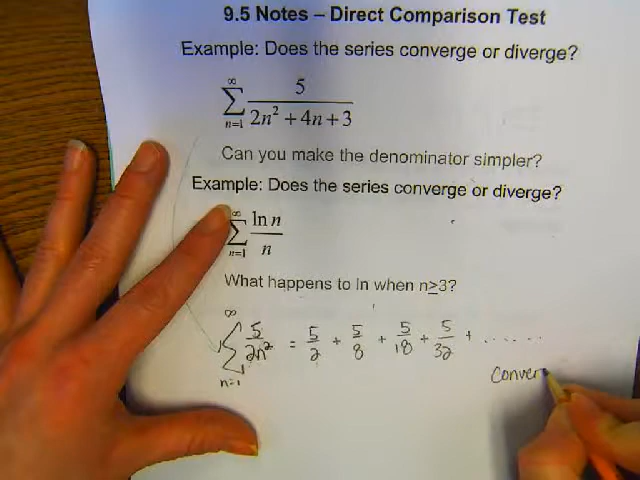 9.5 Notes – Direct Comparison Test
Example: Does the series converge or diverge?
∞ ∑ n=1 5 / (2n² + 4n + 3)
Can you make the denominator simpler?
Example: Does the series converge or diverge?
∞ ∑ n=1 ln n / n
What happens to ln when n≥3?
∞ ∑ n=1 5/2n² = 5/2 + 5/8 + 5/18 + 5/32 + ......
Conver